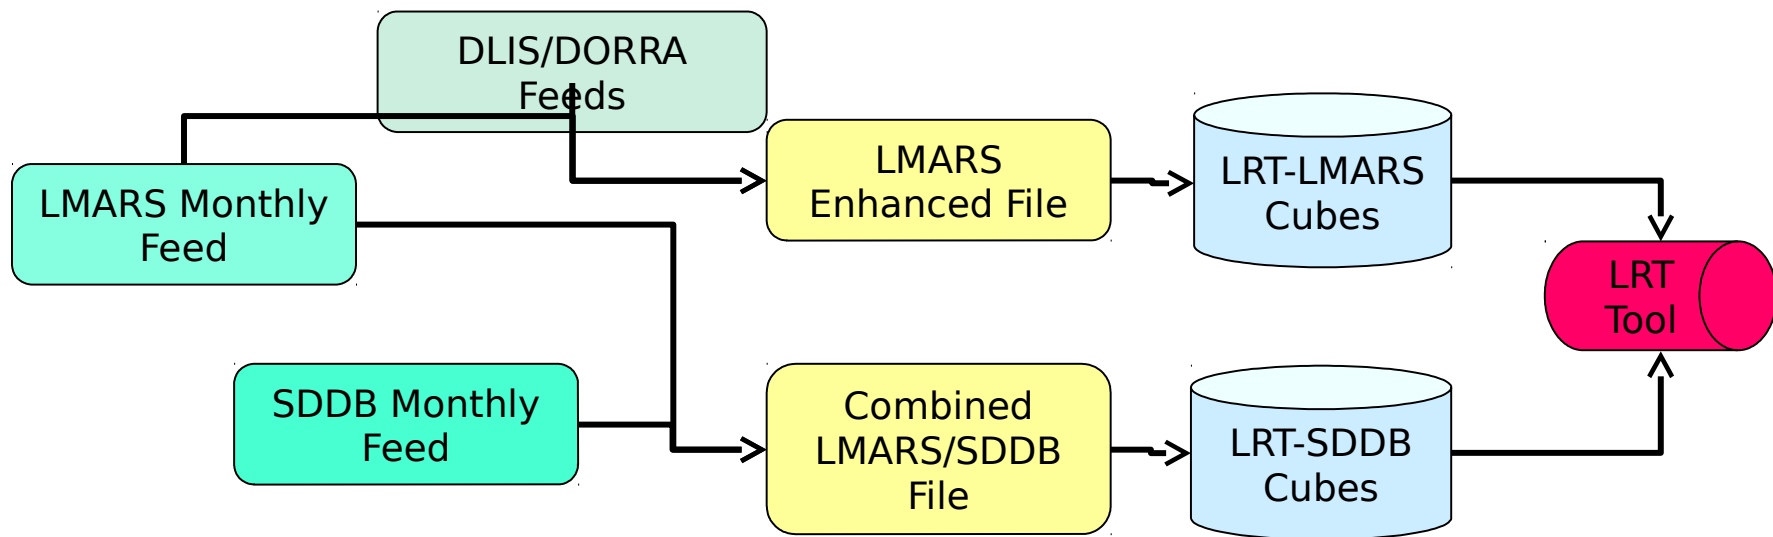 DLIS/DORRA
Feeds
LMARS Monthly
Feed
LMARS
Enhanced File
LRT-LMARS
Cubes
LRT
Tool
SDDB Monthly
Feed
Combined
LMARS/SDDB
File
LRT-SDDB
Cubes